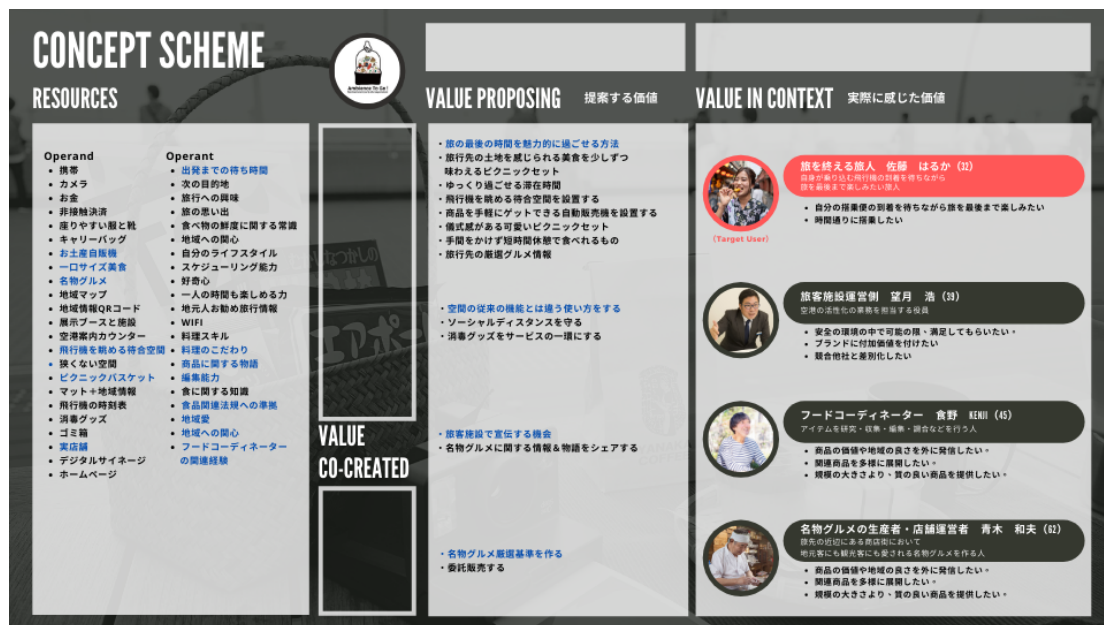 CONCEPT SCHEME
Ambience To Go!
RESOURCES
Operand
・携帯
・カメラ
・お金
・非接触決済
・座りやすい服と靴
・キャリーバッグ
・お土産自販機
・一口サイズ美食
・名物グルメ
・地域マップ
・地域情報QRコード
・展示ブースと施設
・空港案内カウンター
・飛行機を眺める待合空間
・狭くない空間
・ピクニックバスケット
・マット+地域情報
・飛行機の時刻表
・消毒グッズ
・ゴミ箱
・実店舗
・デジタルサイネージ
・ホームページ
Operant
・出発までの待ち時間
・次の目的地
・旅行への興味
・旅の思い出
・食べ物の鮮度に関する常識
・地域への関心
・自分のライフスタイル
・スケジューリング能力
・好奇心
・一人の時間も楽しめる力
・地元人お勧め旅行情報
・WIFI
・料理スキル
・料理のこだわり
・商品に関する物語
・編集能力
・食に関する知識
・食品関連法規への準拠
・地域愛
・地域への関心
・フードコーディネーター
の関連経験
VALUE
CO-CREATED
VALUE PROPOSING 提案する価値
・旅の最後の時間を魅力的に過ごせる方法
・旅行先の土地を感じられる美食を少しずつ
味わえるピクニックセット
・ゆっくり過ごせる滞在時間
・飛行機を眺める待合空間を設置する
・商品を手軽にゲットできる自動販売機を設置する
・儀式感がある可愛いピクニックセット
・手間をかけず短時間休憩で食べれるもの
・旅行先の厳選グルメ情報
・空間の従来の機能とは違う使い方をする
・ソーシャルディスタンスを守る
・消毒グッズをサービスの一環にする
・旅客施設で宣伝する機会
・名物グルメに関する情報&物語をシェアする
・名物グルメ厳選基準を作る
・委託販売する
VALUE IN CONTEXT 実際に感じた価値
旅を終える旅人 佐藤 はるか (32)
自身が乗り込む飛行機の到着を待ちながら
旅を最後まで楽しみたい旅人
・自分の搭乗便の到着を待ちながら旅を最後まで楽しみたい
・時間通りに搭乗したい
(Target User)
旅客施設運営側 望月 浩 (39)
空港の活性化の業務を担当する役員
・安全の環境の中で可能の限、満足してもらいたい。
・ブランドに付加価値を付けたい
・競合他社と差別化したい
フードコーディネーター 食野 KENJI (45)
アイテムを研究・収集・編集・調合などを行う人
・商品の価値や地域の良さを外に発信したい。
・関連商品を多様に展開したい。
・規模の大きさより、質の良い商品を提供したい。
名物グルメの生産者・店舗運営者 青木 和夫 (62)
旅先の近辺にある商店街において
地元客にも観光客にも愛される名物グルメを作る人
・商品の価値や地域の良さを外に発信したい。
・関連商品を多様に展開したい。
・規模の大きさより、質の良い商品を提供したい。